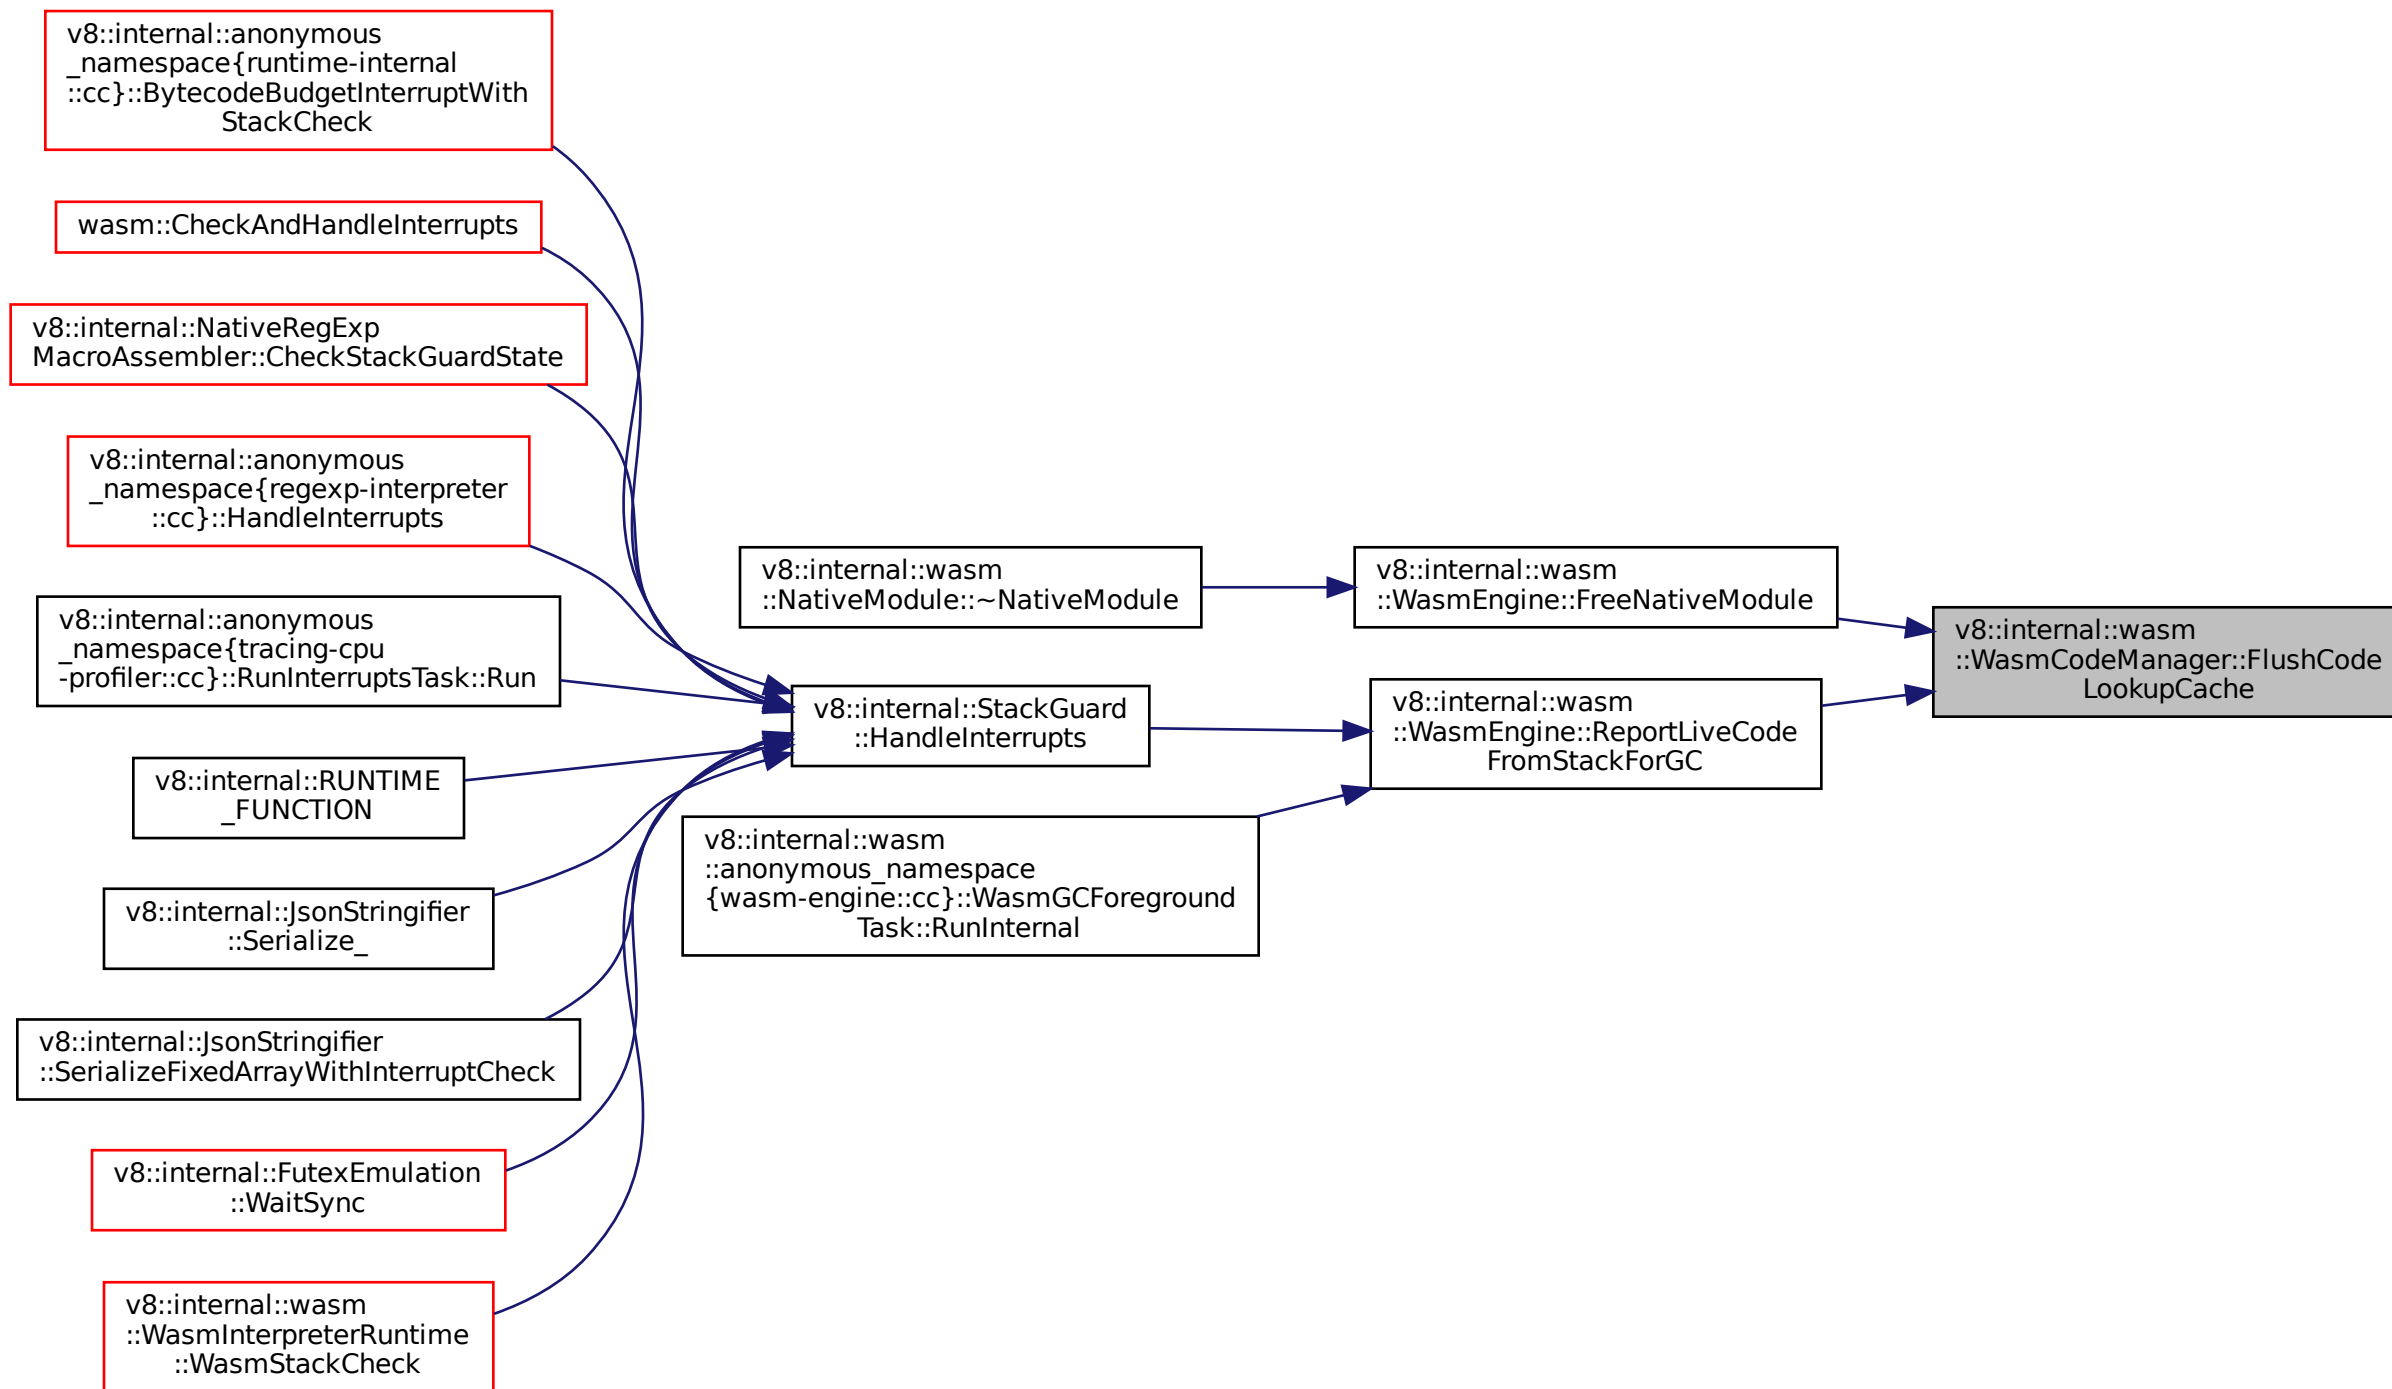 v8::internal::anonymous
_namespace{runtime-internal
::cc}::BytecodeBudgetInterruptWith
StackCheck
wasm::CheckAndHandleInterrupts
v8::internal::NativeRegExp
MacroAssembler::CheckStackGuardState
v8::internal::anonymous
_namespace{regexp-interpreter
::cc}::HandleInterrupts
v8::internal::anonymous
_namespace{tracing-cpu
-profiler::cc}::RunInterruptsTask::Run
v8::internal::RUNTIME
_FUNCTION
v8::internal::JsonStringifier
::Serialize_
v8::internal::JsonStringifier
::SerializeFixedArrayWithInterruptCheck
v8::internal::FutexEmulation
::WaitSync
v8::internal::wasm
::WasmInterpreterRuntime
::WasmStackCheck
v8::internal::wasm
::NativeModule::~NativeModule
v8::internal::StackGuard
::HandleInterrupts
v8::internal::wasm
::anonymous_namespace
{wasm-engine::cc}::WasmGCForeground
Task::RunInternal
v8::internal::wasm
::WasmEngine::FreeNativeModule
v8::internal::wasm
::WasmEngine::ReportLiveCode
FromStackForGC
v8::internal::wasm
::WasmCodeManager::FlushCode
LookupCache